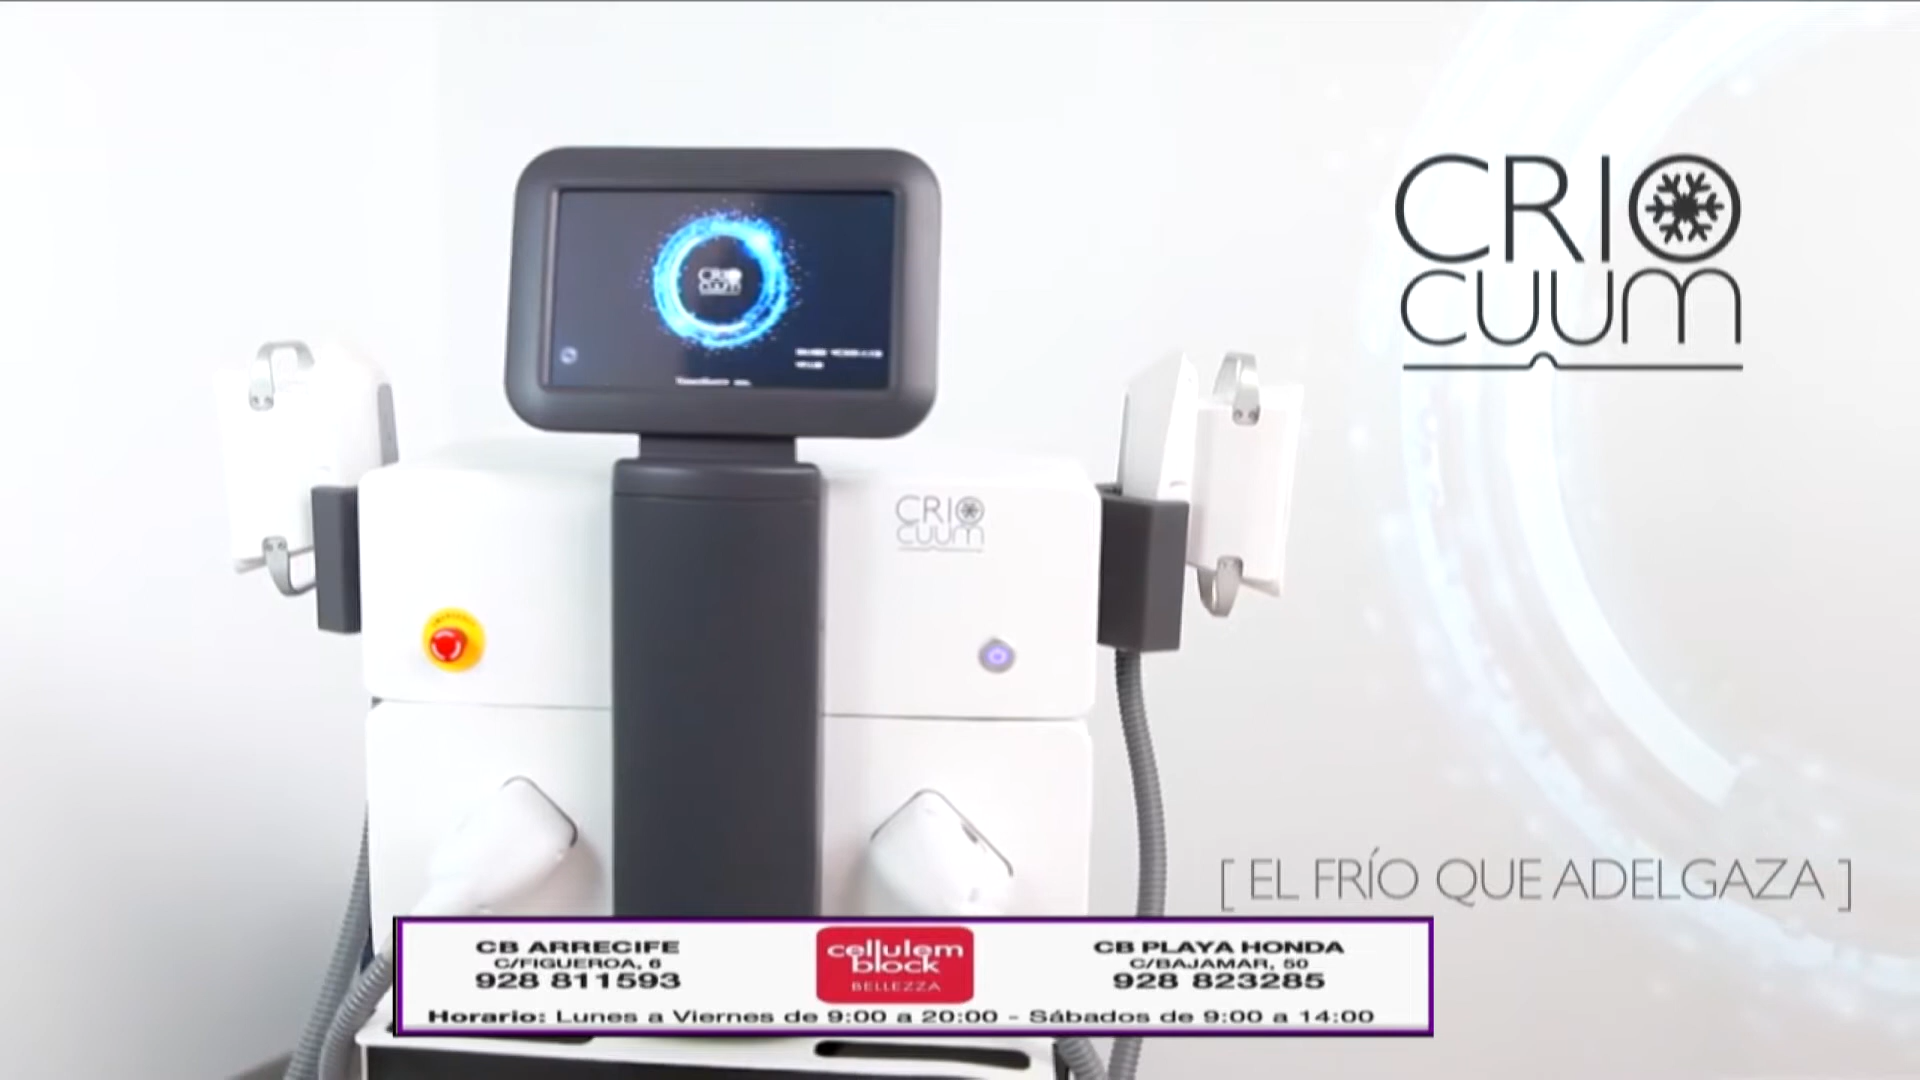 CRIO
CUUM
CRIO
CUUM
CRIO
CUUM
[ EL FRÍO QUE ADELGAZA ]
CB ARRECIFE
C/FIGUEROA, 6
928 811593
cellulem
block
BELLEZZA
CB PLAYA HONDA
C/BAJAMAR, 50
928 823285
Horario: Lunes a Viernes de 9:00 a 20:00 - Sábados de 9:00 a 14:00